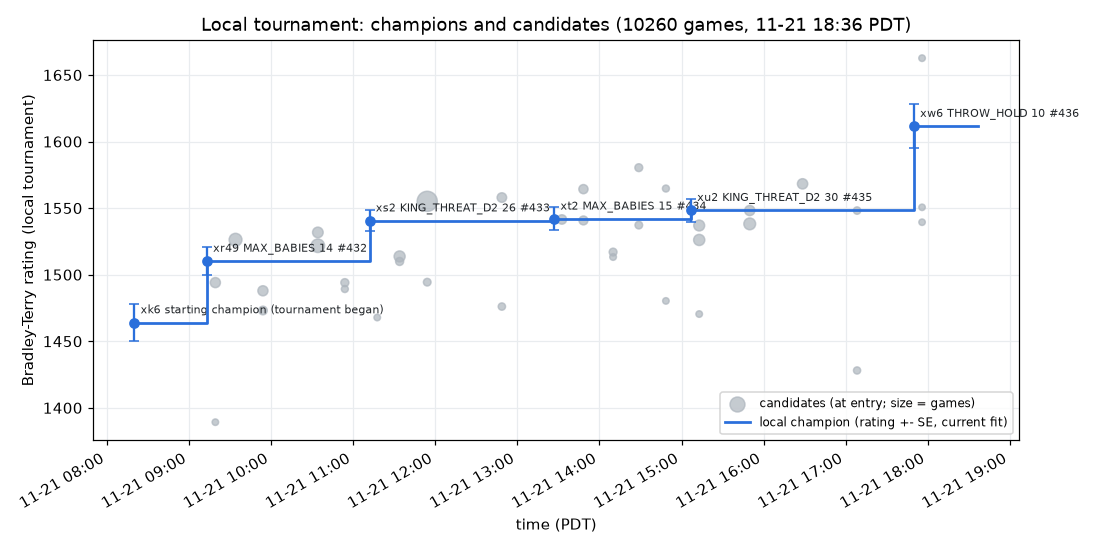 Local tournament: champions and candidates (10260 games, 11-21 18:36 PDT)
Bradley-Terry rating (local tournament)
1650
1600
1550
1500
1450
1400
xw6 THROW_HOLD 10 #436
xu2 KING_THREAT_D2 30 #435
xt2 MAX_BABIES 15 #434
xs2 KING_THREAT_D2 26 #433
xr49 MAX_BABIES 14 #432
xk6 starting champion (tournament began)
candidates (at entry; size = games)
local champion (rating +- SE, current fit)
11-21 08:00
11-21 09:00
11-21 10:00
11-21 11:00
11-21 12:00
11-21 13:00
11-21 14:00
11-21 15:00
11-21 16:00
11-21 17:00
11-21 18:00
11-21 19:00
time (PDT)